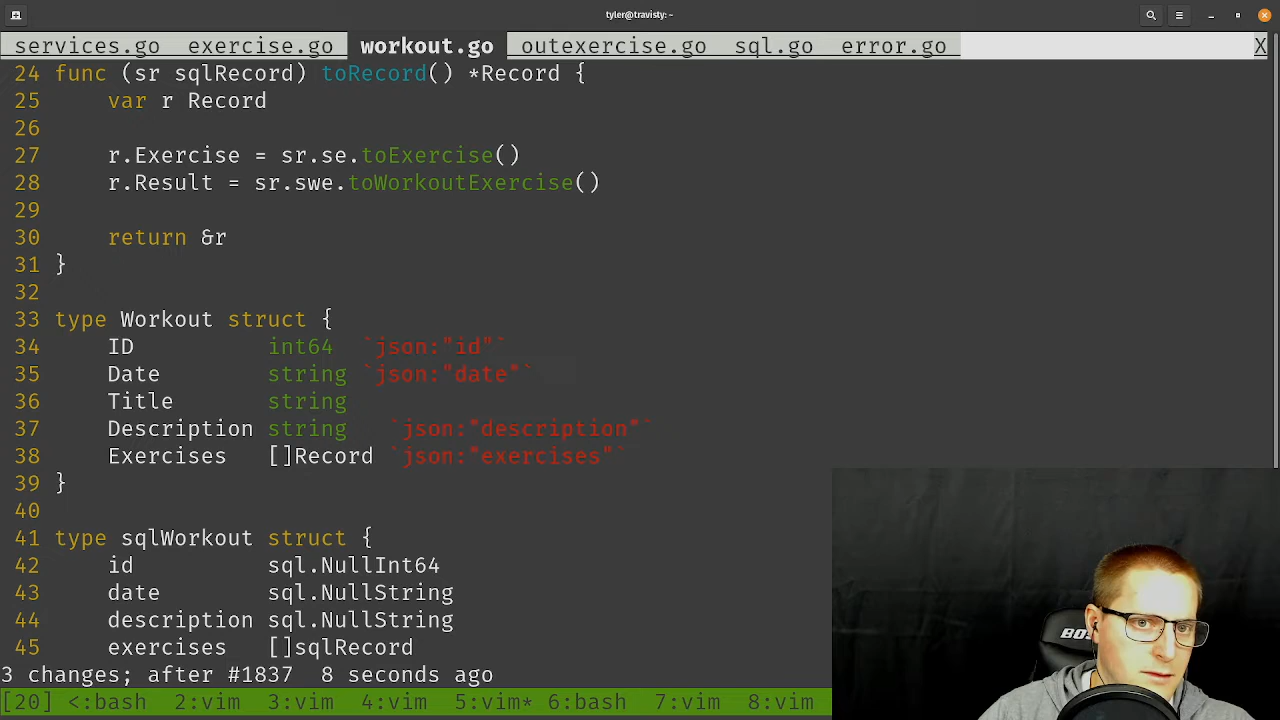 tyler@travisty: ~
services.go exercise.go workout.go outexercise.go sql.go error.go X
24 func (sr sqlRecord) toRecord() *Record {
25 var r Record
26
27 r.Exercise = sr.se.toExercise()
28 r.Result = sr.swe.toWorkoutExercise()
29
30 return &r
31 }
32
33 type Workout struct {
34 ID int64 `json:"id"`
35 Date string `json:"date"`
36 Title string
37 Description string `json:"description"`
38 Exercises []Record `json:"exercises"`
39 }
40
41 type sqlWorkout struct {
42 id sql.NullInt64
43 date sql.NullString
44 description sql.NullString
45 exercises []sqlRecord
3 changes; after #1837 8 seconds ago
[20] <:bash 2:vim 3:vim 4:vim 5:vim* 6:bash 7:vim 8:vim